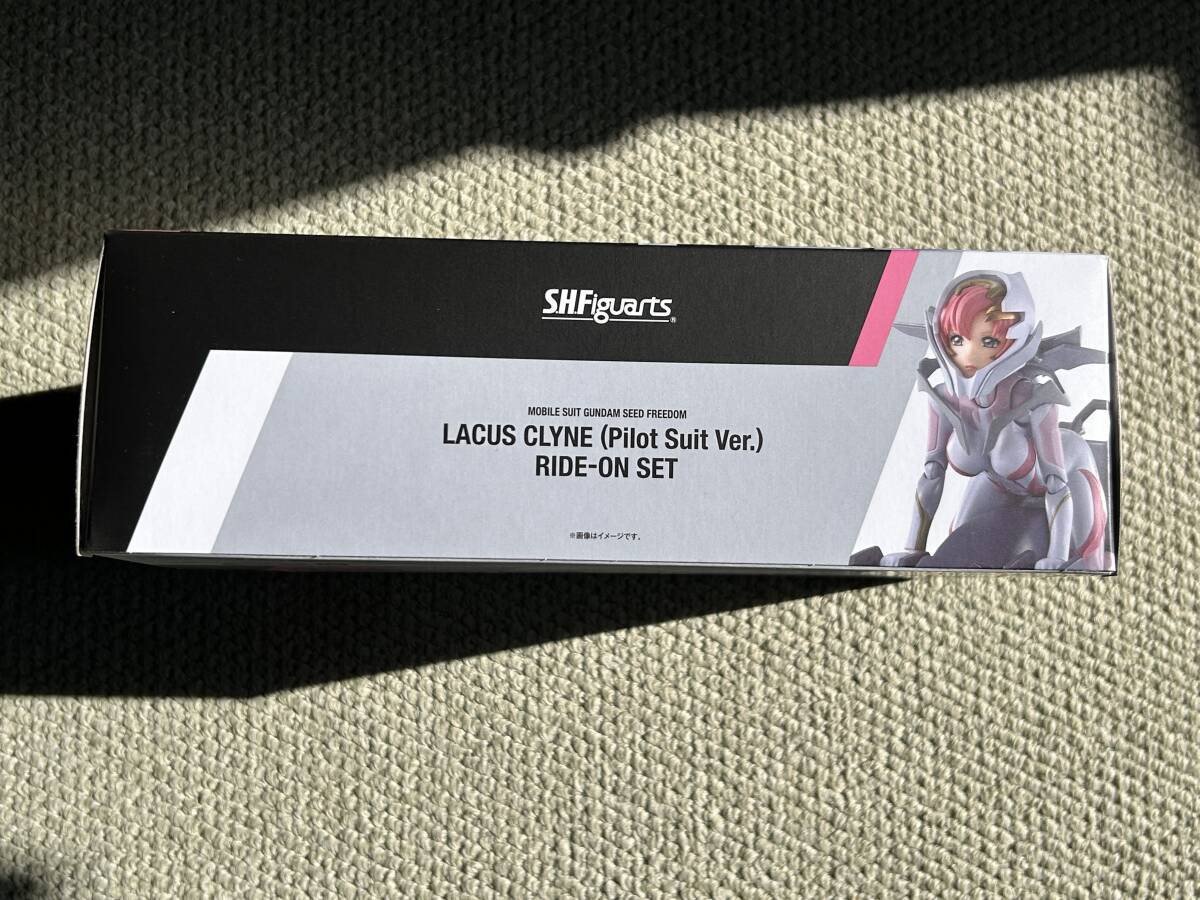 S.H.Figuarts®
MOBILE SUIT GUNDAM SEED FREEDOM
LACUS CLYNE (Pilot Suit Ver.)
RIDE-ON SET
※画像はイメージです。